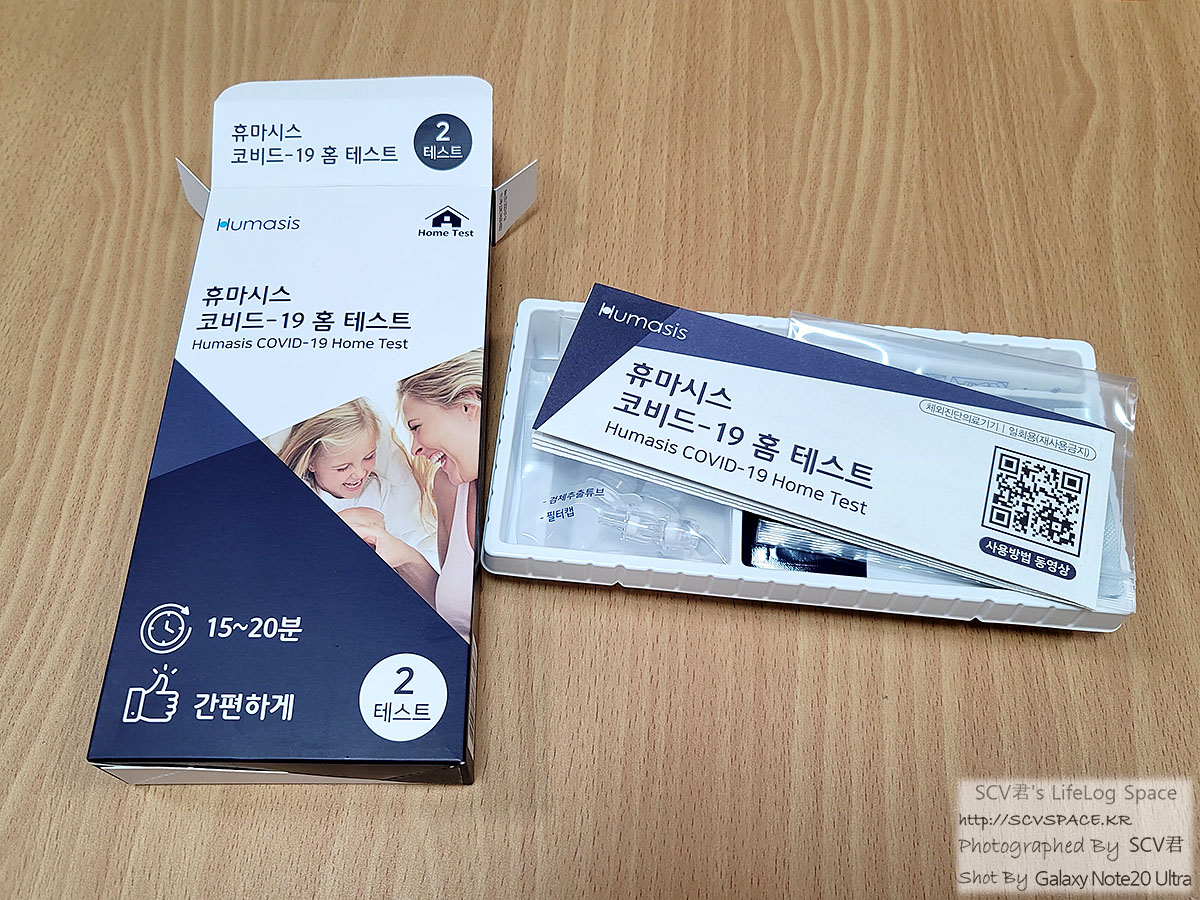 휴마시스
코비드-19 홈 테스트
2
테스트
Humasis
Home Test
휴마시스
코비드-19 홈 테스트
Humasis COVID-19 Home Test
15~20분
간편하게
2
테스트
Humasis
휴마시스
코비드-19 홈 테스트
Humasis COVID-19 Home Test
체외진단의료기기 | 일회용(재사용금지)
사용방법 동영상
- 검체추출튜브
- 필터캡
SCV君's LifeLog Space
http://SCVSPACE.KR
Photographed By SCV君
Shot By Galaxy Note20 Ultra